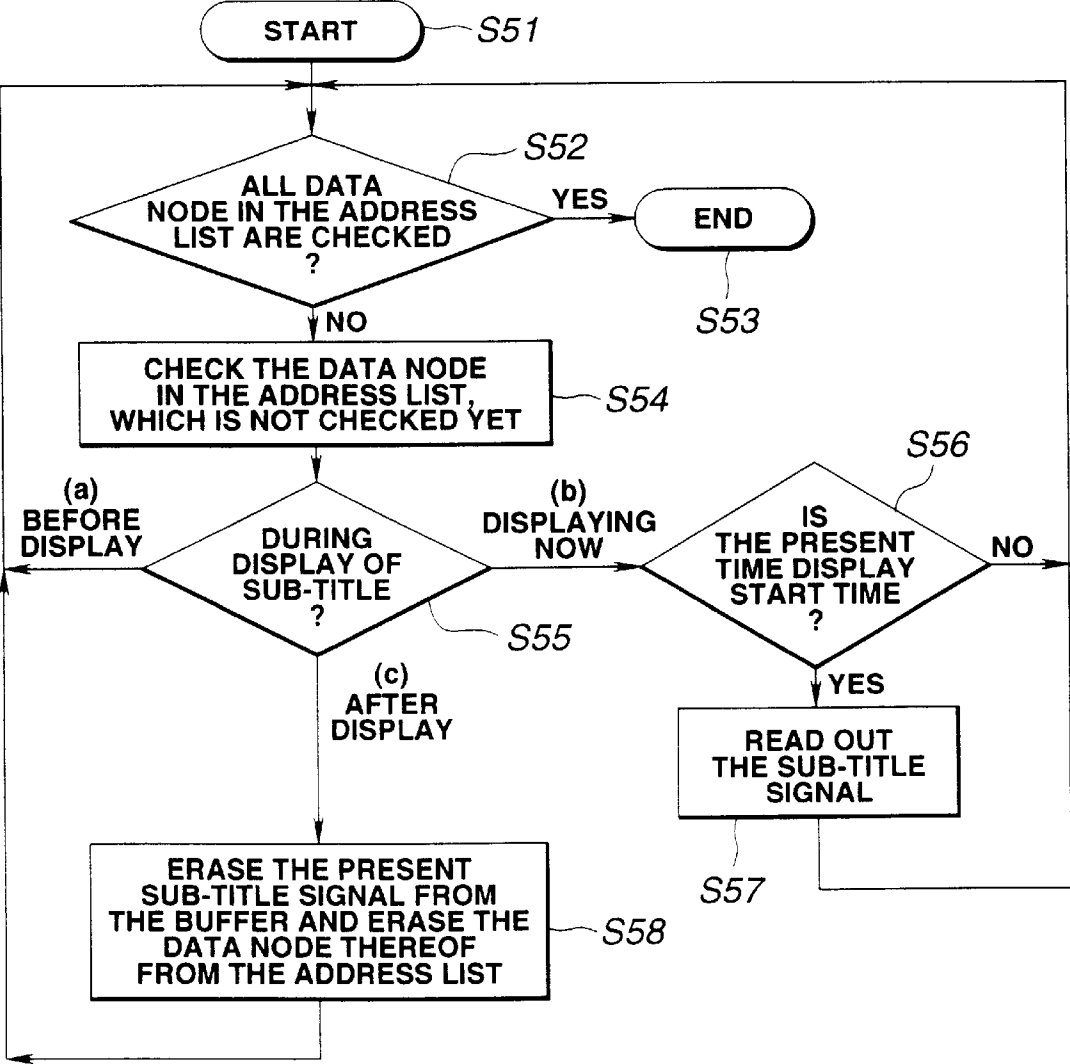 START
S51
S52
ALL DATA
NODE IN THE ADDRESS
LIST ARE CHECKED
?
YES
END
S53
NO
CHECK THE DATA NODE
IN THE ADDRESS LIST,
WHICH IS NOT CHECKED YET
S54
(a)
BEFORE
DISPLAY
DURING
DISPLAY OF
SUB-TITLE
?
S55
(b)
DISPLAYING
NOW
S56
IS
THE PRESENT
TIME DISPLAY
START TIME
?
NO
(c)
AFTER
DISPLAY
YES
READ OUT
THE SUB-TITLE
SIGNAL
S57
ERASE THE PRESENT
SUB-TITLE SIGNAL FROM
THE BUFFER AND ERASE THE
DATA NODE THEREOF
FROM THE ADDRESS LIST
S58